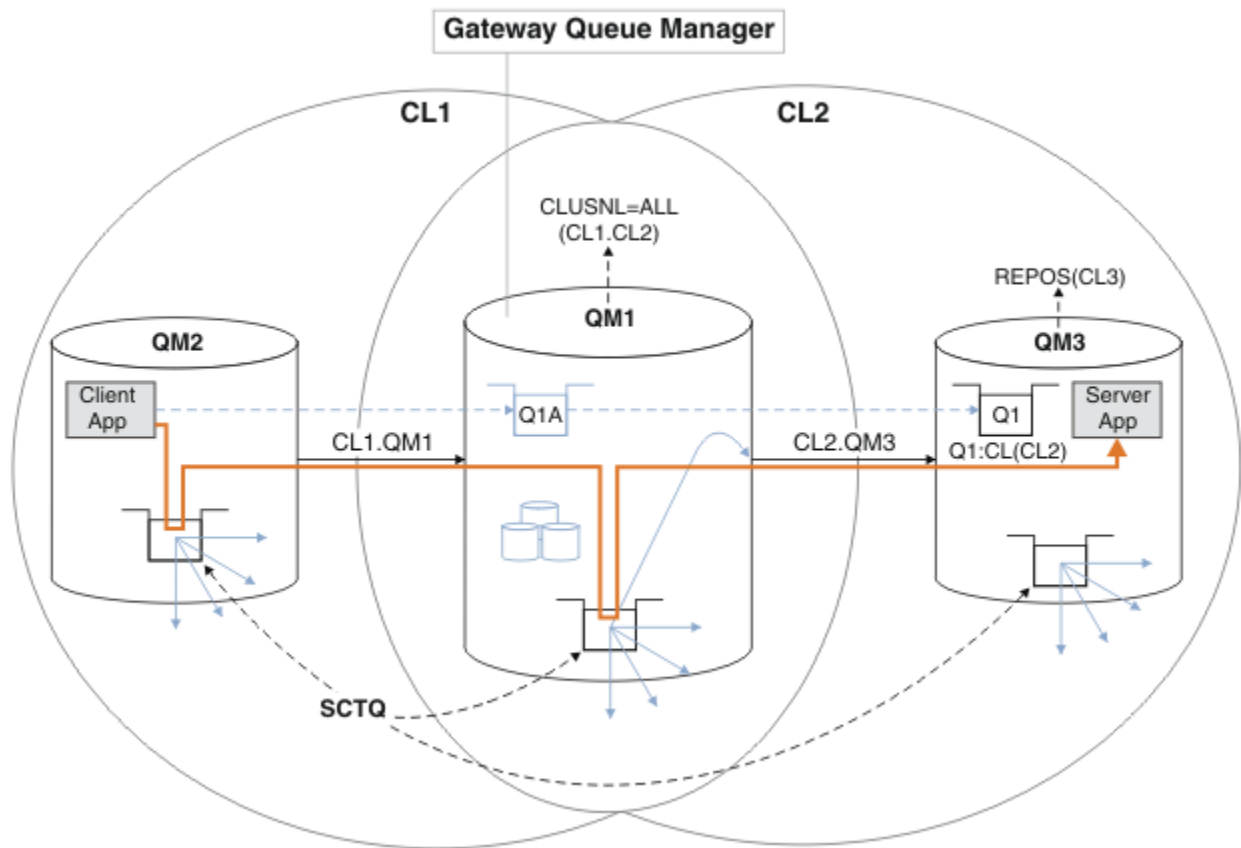 Gateway Queue Manager
CL1
CL2
CLUSNL=ALL
(CL1.CL2)
REPOS(CL3)
QM2
QM1
QM3
Client
App
Q1A
Q1
Server
App
CL1.QM1
CL2.QM3
Q1:CL(CL2)
SCTQ